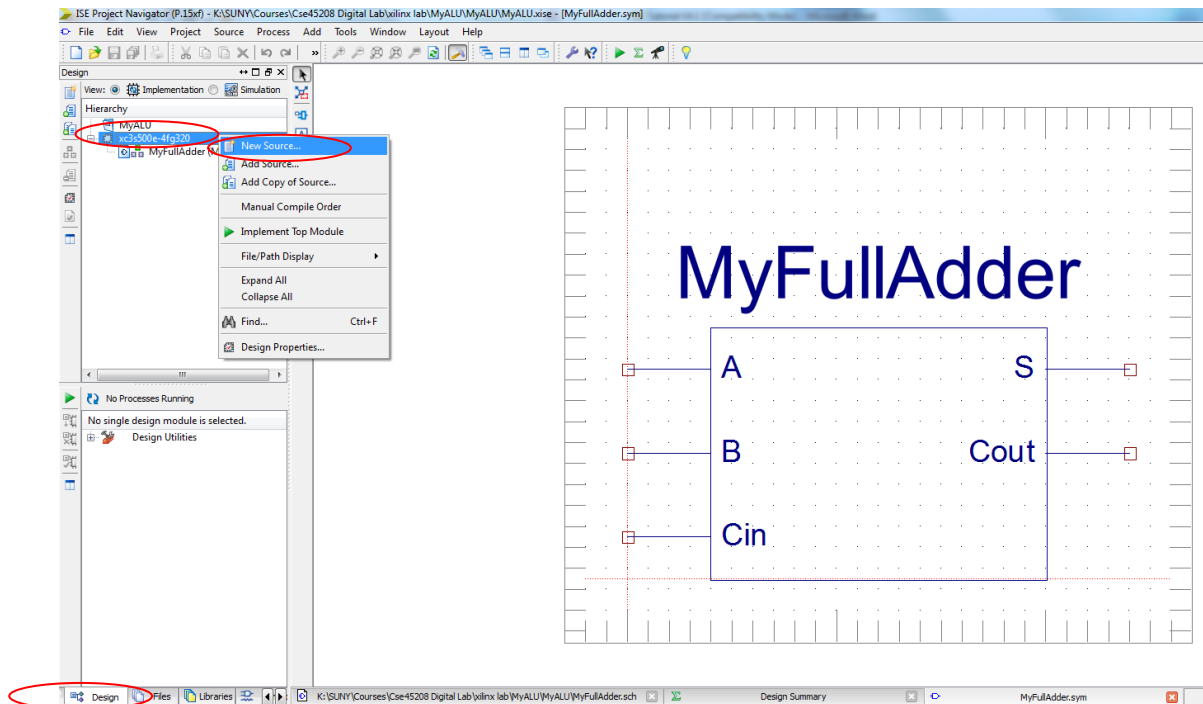 ISE Project Navigator (P.15xf) - K:\SUNY\Courses\Cse45208 Digital Lab\xilinx lab\MyALU\MyALU\MyALU.xise - [MyFullAdder.sym]
File Edit View Project Source Process Add Tools Window Layout Help
Design
View: Implementation Simulation
Hierarchy
MyALU
xc3s500e-4fg320
MyFullAdder (M
New Source...
Add Source...
Add Copy of Source...
Manual Compile Order
Implement Top Module
File/Path Display
Expand All
Collapse All
Find... Ctrl+F
Design Properties...
No Processes Running
No single design module is selected.
Design Utilities
MyFullAdder
A S
B Cout
Cin
Design Files Libraries K:\SUNY\Courses\Cse45208 Digital Lab\xilinx lab\MyALU\MyALU\MyFullAdder.sch Design Summary MyFullAdder.sym